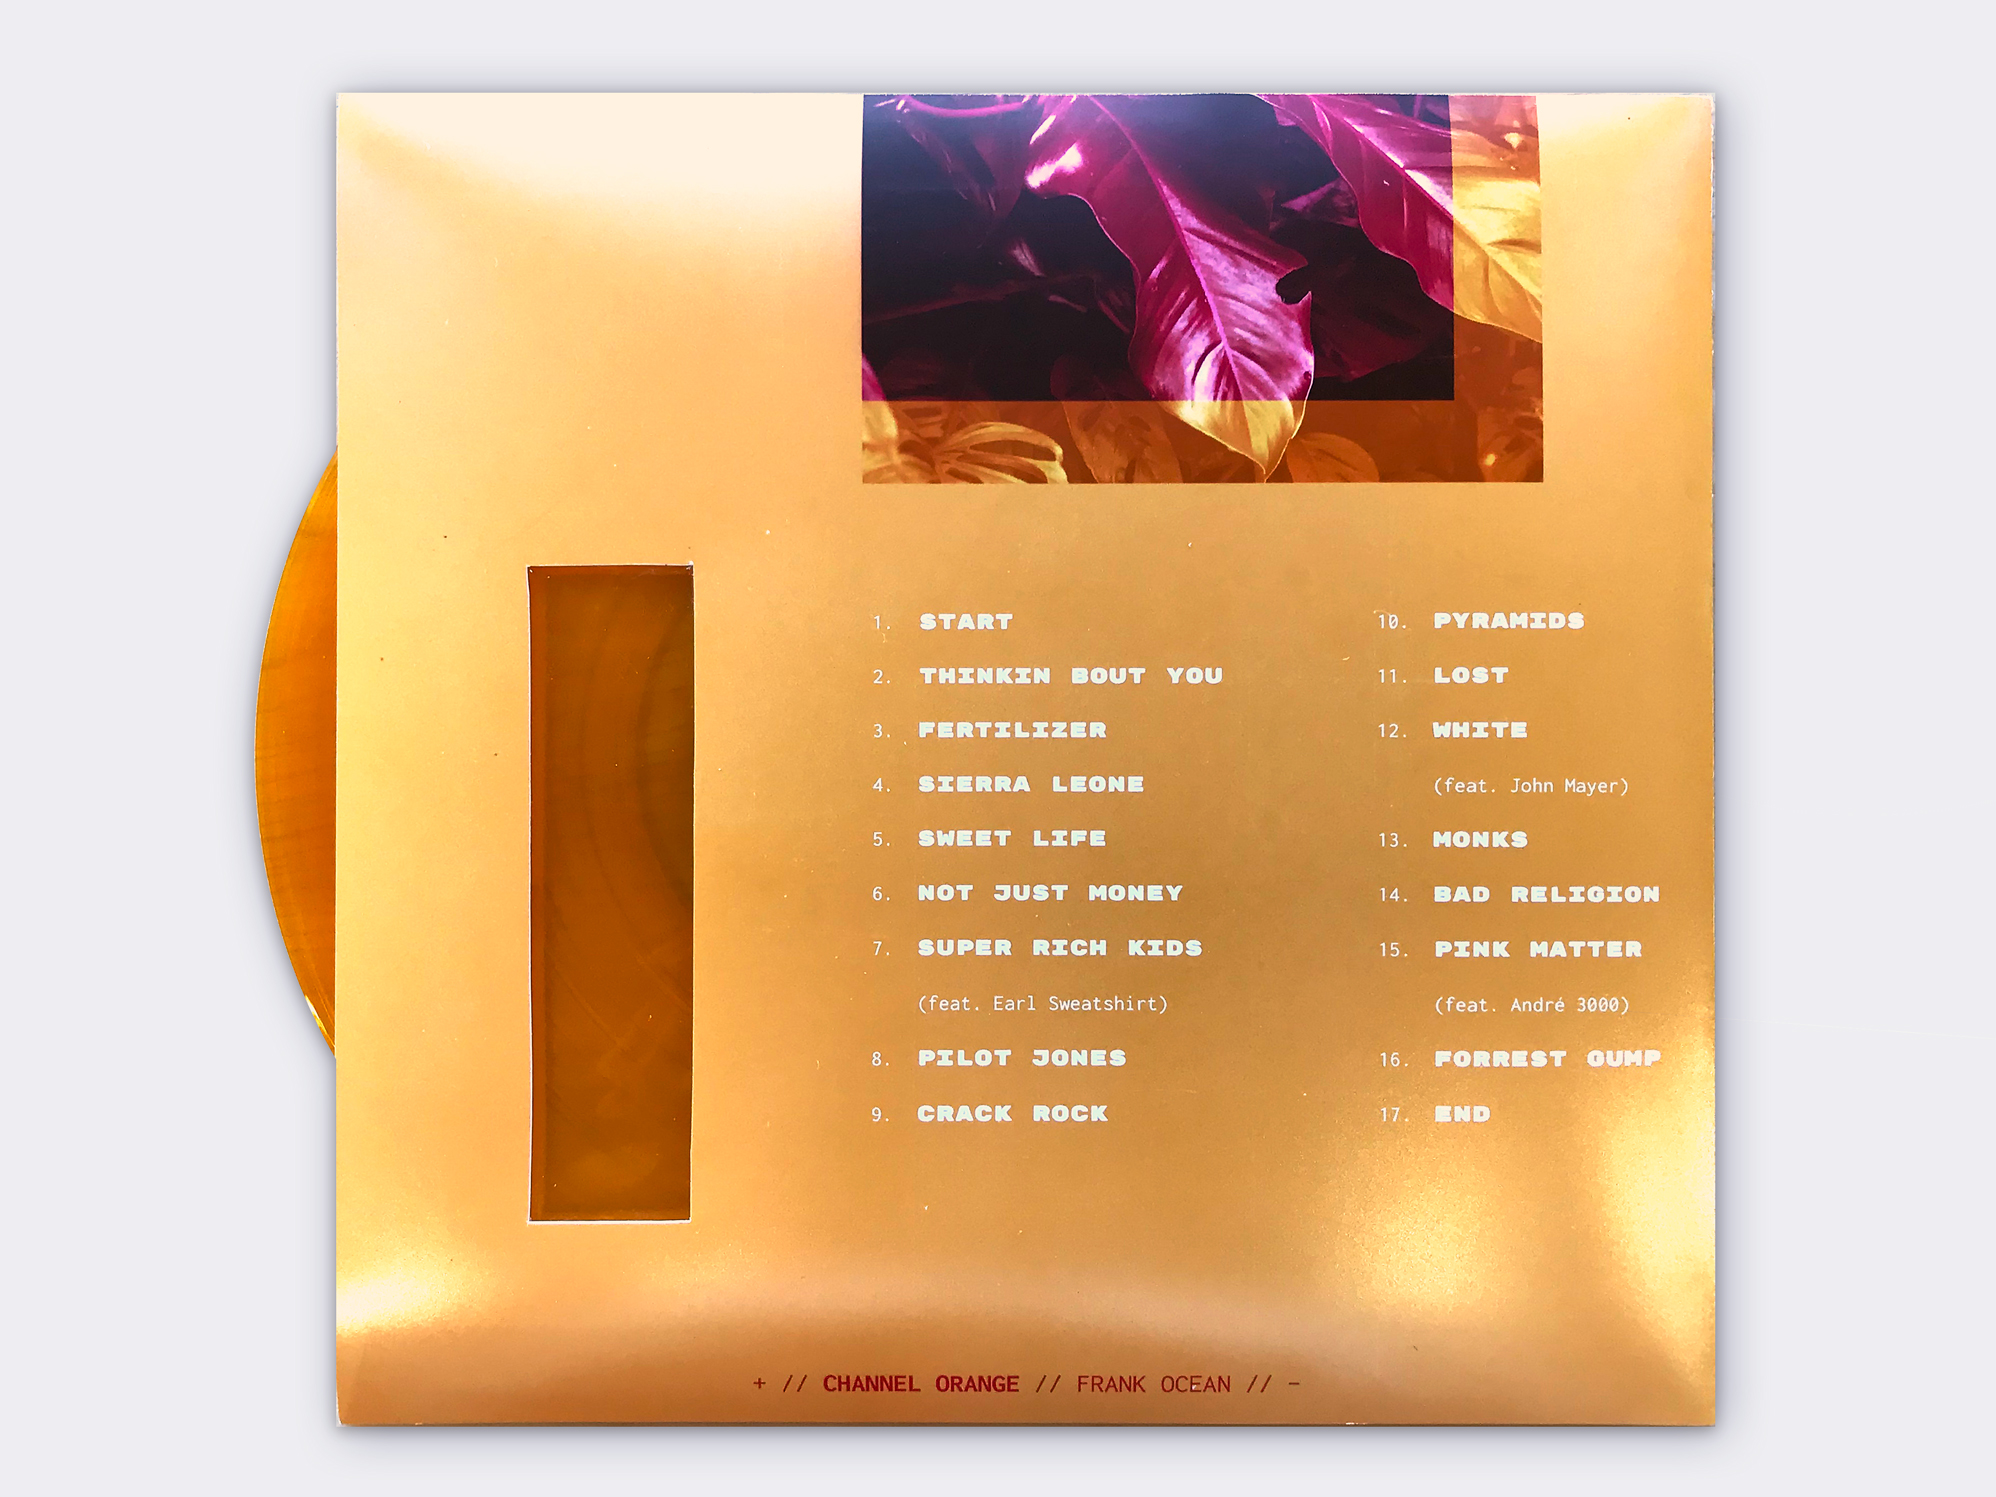 1. START
2. THINKIN BOUT YOU
3. FERTILIZER
4. SIERRA LEONE
5. SWEET LIFE
6. NOT JUST MONEY
7. SUPER RICH KIDS
(feat. Earl Sweatshirt)
8. PILOT JONES
9. CRACK ROCK
10. PYRAMIDS
11. LOST
12. WHITE
(feat. John Mayer)
13. MONKS
14. BAD RELIGION
15. PINK MATTER
(feat. André 3000)
16. FORREST GUMP
17. END
+ // CHANNEL ORANGE // FRANK OCEAN // −